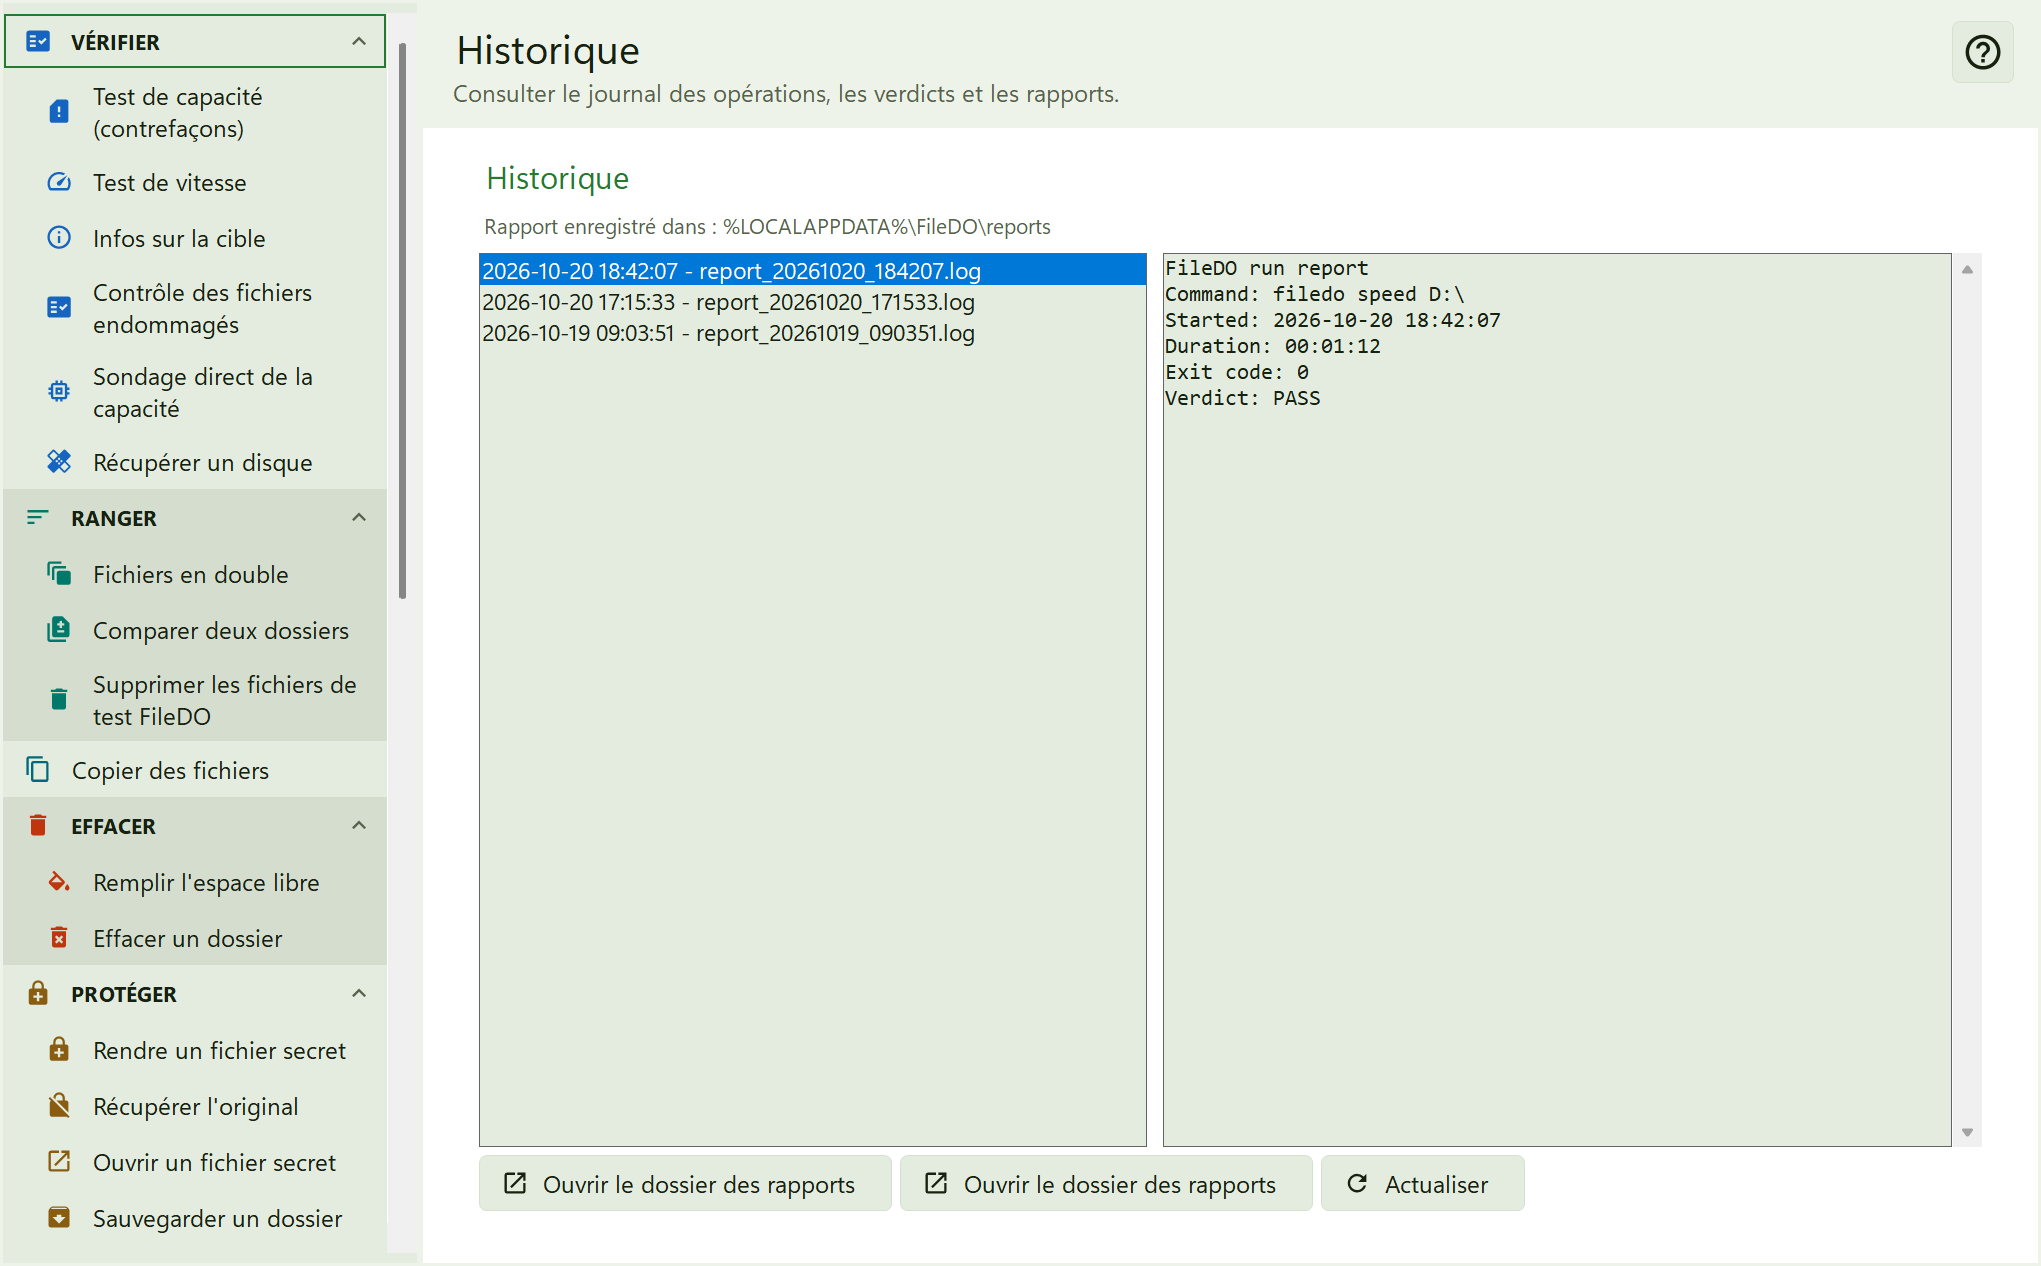 VÉRIFIER
Test de capacité
(contrefaçons)
Test de vitesse
Infos sur la cible
Contrôle des fichiers
endommagés
Sondage direct de la
capacité
Récupérer un disque
RANGER
Fichiers en double
Comparer deux dossiers
Supprimer les fichiers de
test FileDO
Copier des fichiers
EFFACER
Remplir l'espace libre
Effacer un dossier
PROTÉGER
Rendre un fichier secret
Récupérer l'original
Ouvrir un fichier secret
Sauvegarder un dossier
Historique
Consulter le journal des opérations, les verdicts et les rapports.
Historique
Rapport enregistré dans : %LOCALAPPDATA%\FileDO\reports
2026-10-20 18:42:07 - report_20261020_184207.log
2026-10-20 17:15:33 - report_20261020_171533.log
2026-10-19 09:03:51 - report_20261019_090351.log
FileDO run report
Command: filedo speed D:\
Started: 2026-10-20 18:42:07
Duration: 00:01:12
Exit code: 0
Verdict: PASS
Ouvrir le dossier des rapports
Ouvrir le dossier des rapports
Actualiser